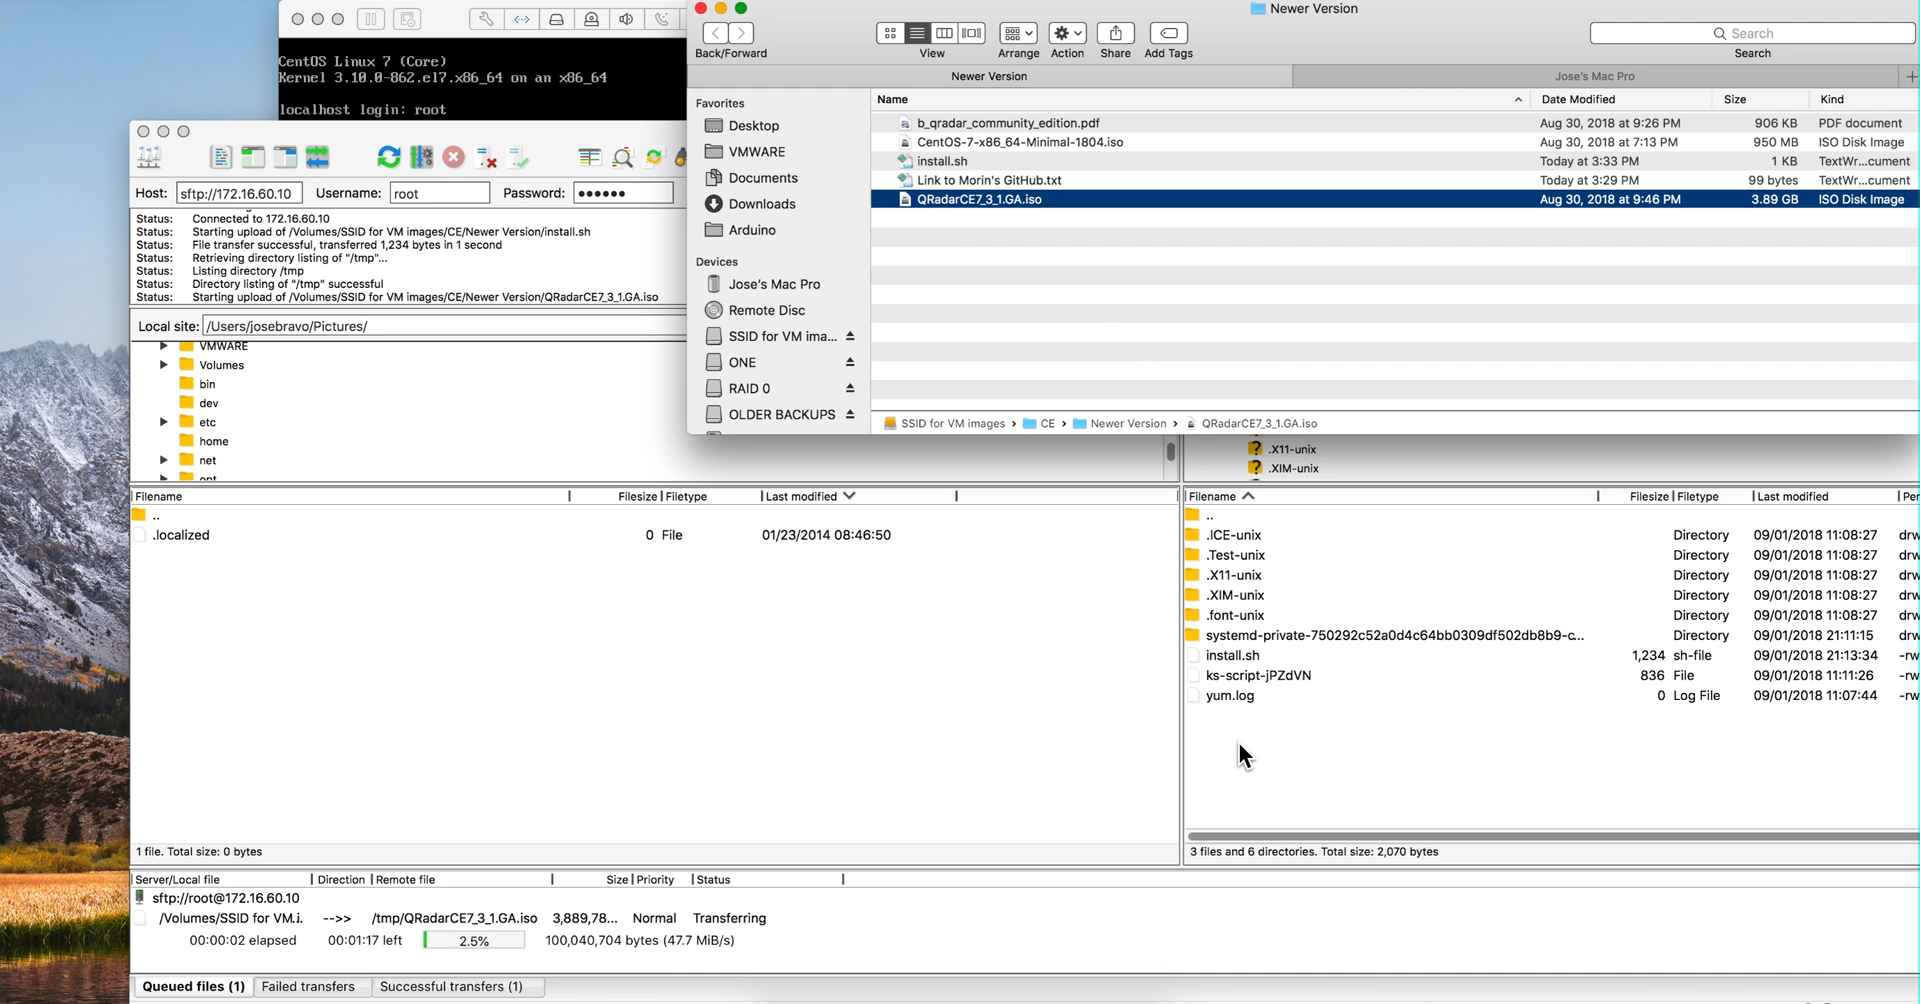 CentOS Linux 7 (Core)
Kernel 3.10.0-862.el7.x86_64 on an x86_64
localhost login: root
Newer Version
Back/Forward
View
Arrange
Action
Share
Add Tags
Search
Search
Newer Version
Jose's Mac Pro
Favorites
Desktop
VMWARE
Documents
Downloads
Arduino
Devices
Jose's Mac Pro
Remote Disc
SSID for VM ima...
ONE
RAID 0
OLDER BACKUPS
Name Date Modified Size Kind
b_qradar_community_edition.pdf Aug 30, 2018 at 9:26 PM 906 KB PDF document
CentOS-7-x86_64-Minimal-1804.iso Aug 30, 2018 at 7:13 PM 950 MB ISO Disk Image
install.sh Today at 3:33 PM 1 KB TextWr...cument
Link to Morin's GitHub.txt Today at 3:29 PM 99 bytes TextWr...cument
QRadarCE7_3_1.GA.iso Aug 30, 2018 at 9:46 PM 3.89 GB ISO Disk Image
SSID for VM images › CE › Newer Version › QRadarCE7_3_1.GA.iso
Host: sftp://172.16.60.10 Username: root Password: ••••••
Status: Connected to 172.16.60.10
Status: Starting upload of /Volumes/SSID for VM images/CE/Newer Version/install.sh
Status: File transfer successful, transferred 1,234 bytes in 1 second
Status: Retrieving directory listing of "/tmp"...
Status: Listing directory /tmp
Status: Directory listing of "/tmp" successful
Status: Starting upload of /Volumes/SSID for VM images/CE/Newer Version/QRadarCE7_3_1.GA.iso
Local site: /Users/josebravo/Pictures/
VMWARE
Volumes
bin
dev
etc
home
net
opt
.X11-unix
.XIM-unix
Filename Filesize Filetype Last modified
..
.localized 0 File 01/23/2014 08:46:50
1 file. Total size: 0 bytes
Filename Filesize Filetype Last modified Per
..
.ICE-unix Directory 09/01/2018 11:08:27 drw
.Test-unix Directory 09/01/2018 11:08:27 drw
.X11-unix Directory 09/01/2018 11:08:27 drw
.XIM-unix Directory 09/01/2018 11:08:27 drw
.font-unix Directory 09/01/2018 11:08:27 drw
systemd-private-750292c52a0d4c64bb0309df502db8b9-c... Directory 09/01/2018 21:11:15 drw
install.sh 1,234 sh-file 09/01/2018 21:13:34 -rw
ks-script-jPZdVN 836 File 09/01/2018 11:11:26 -rw
yum.log 0 Log File 09/01/2018 11:07:44 -rw
3 files and 6 directories. Total size: 2,070 bytes
Server/Local file Direction Remote file Size Priority Status
sftp://root@172.16.60.10
/Volumes/SSID for VM.i. -->> /tmp/QRadarCE7_3_1.GA.iso 3,889,78... Normal Transferring
00:00:02 elapsed 00:01:17 left 2.5% 100,040,704 bytes (47.7 MiB/s)
Queued files (1) Failed transfers Successful transfers (1)